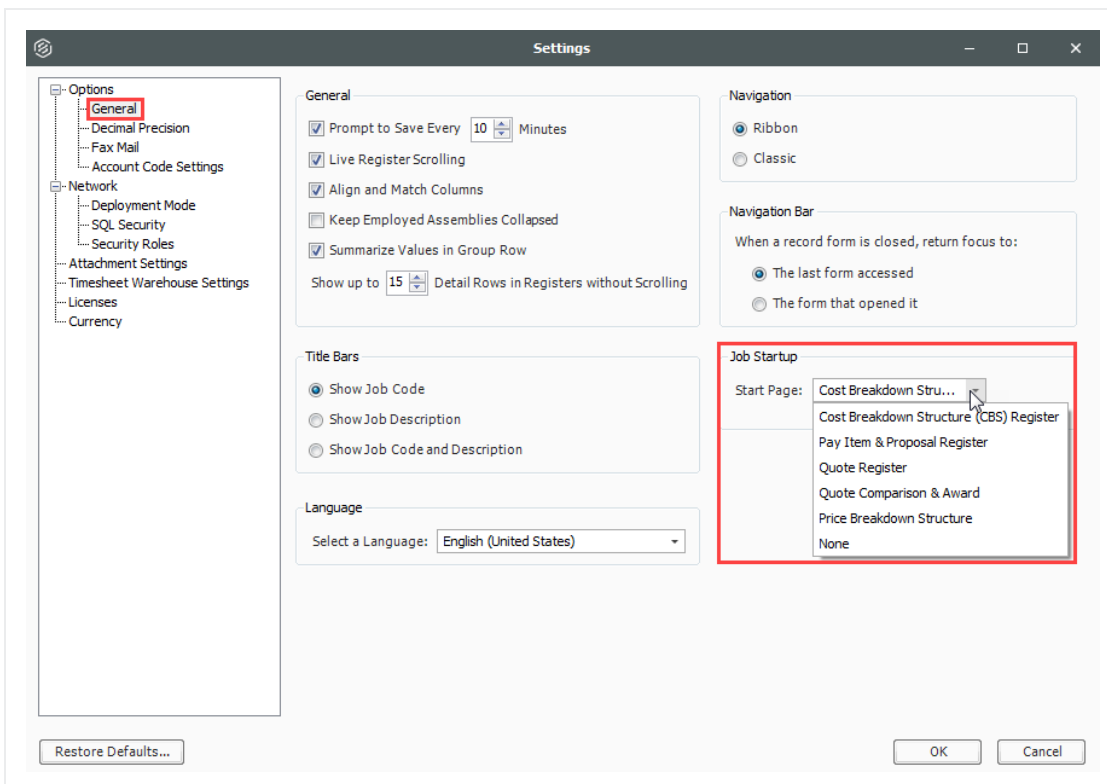 Settings
Options
General
Decimal Precision
Fax Mail
Account Code Settings
Network
Deployment Mode
SQL Security
Security Roles
Attachment Settings
Timesheet Warehouse Settings
Licenses
Currency
General
Prompt to Save Every 10 Minutes
Live Register Scrolling
Align and Match Columns
Keep Employed Assemblies Collapsed
Summarize Values in Group Row
Show up to 15 Detail Rows in Registers without Scrolling
Title Bars
Show Job Code
Show Job Description
Show Job Code and Description
Language
Select a Language: English (United States)
Navigation
Ribbon
Classic
Navigation Bar
When a record form is closed, return focus to:
The last form accessed
The form that opened it
Job Startup
Start Page: Cost Breakdown Stru...
Cost Breakdown Structure (CBS) Register
Pay Item & Proposal Register
Quote Register
Quote Comparison & Award
Price Breakdown Structure
None
Restore Defaults...
OK
Cancel